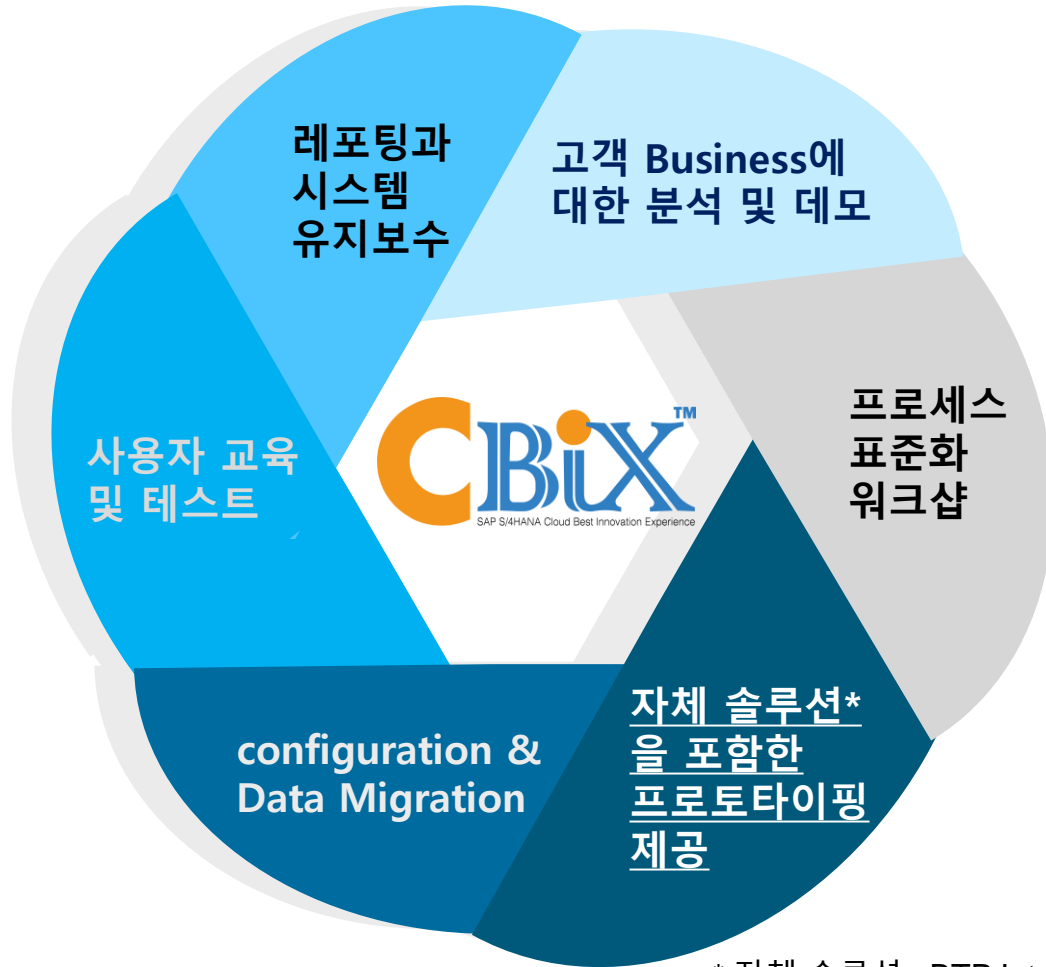 레포팅과
시스템
유지보수
고객 Business에
대한 분석 및 데모
프로세스
표준화
워크샵
자체 솔루션*
을 포함한
프로토타이핑
제공
configuration &
Data Migration
사용자 교육
및 테스트
CBiX™
SAP S/4HANA Cloud Best Innovation Experience